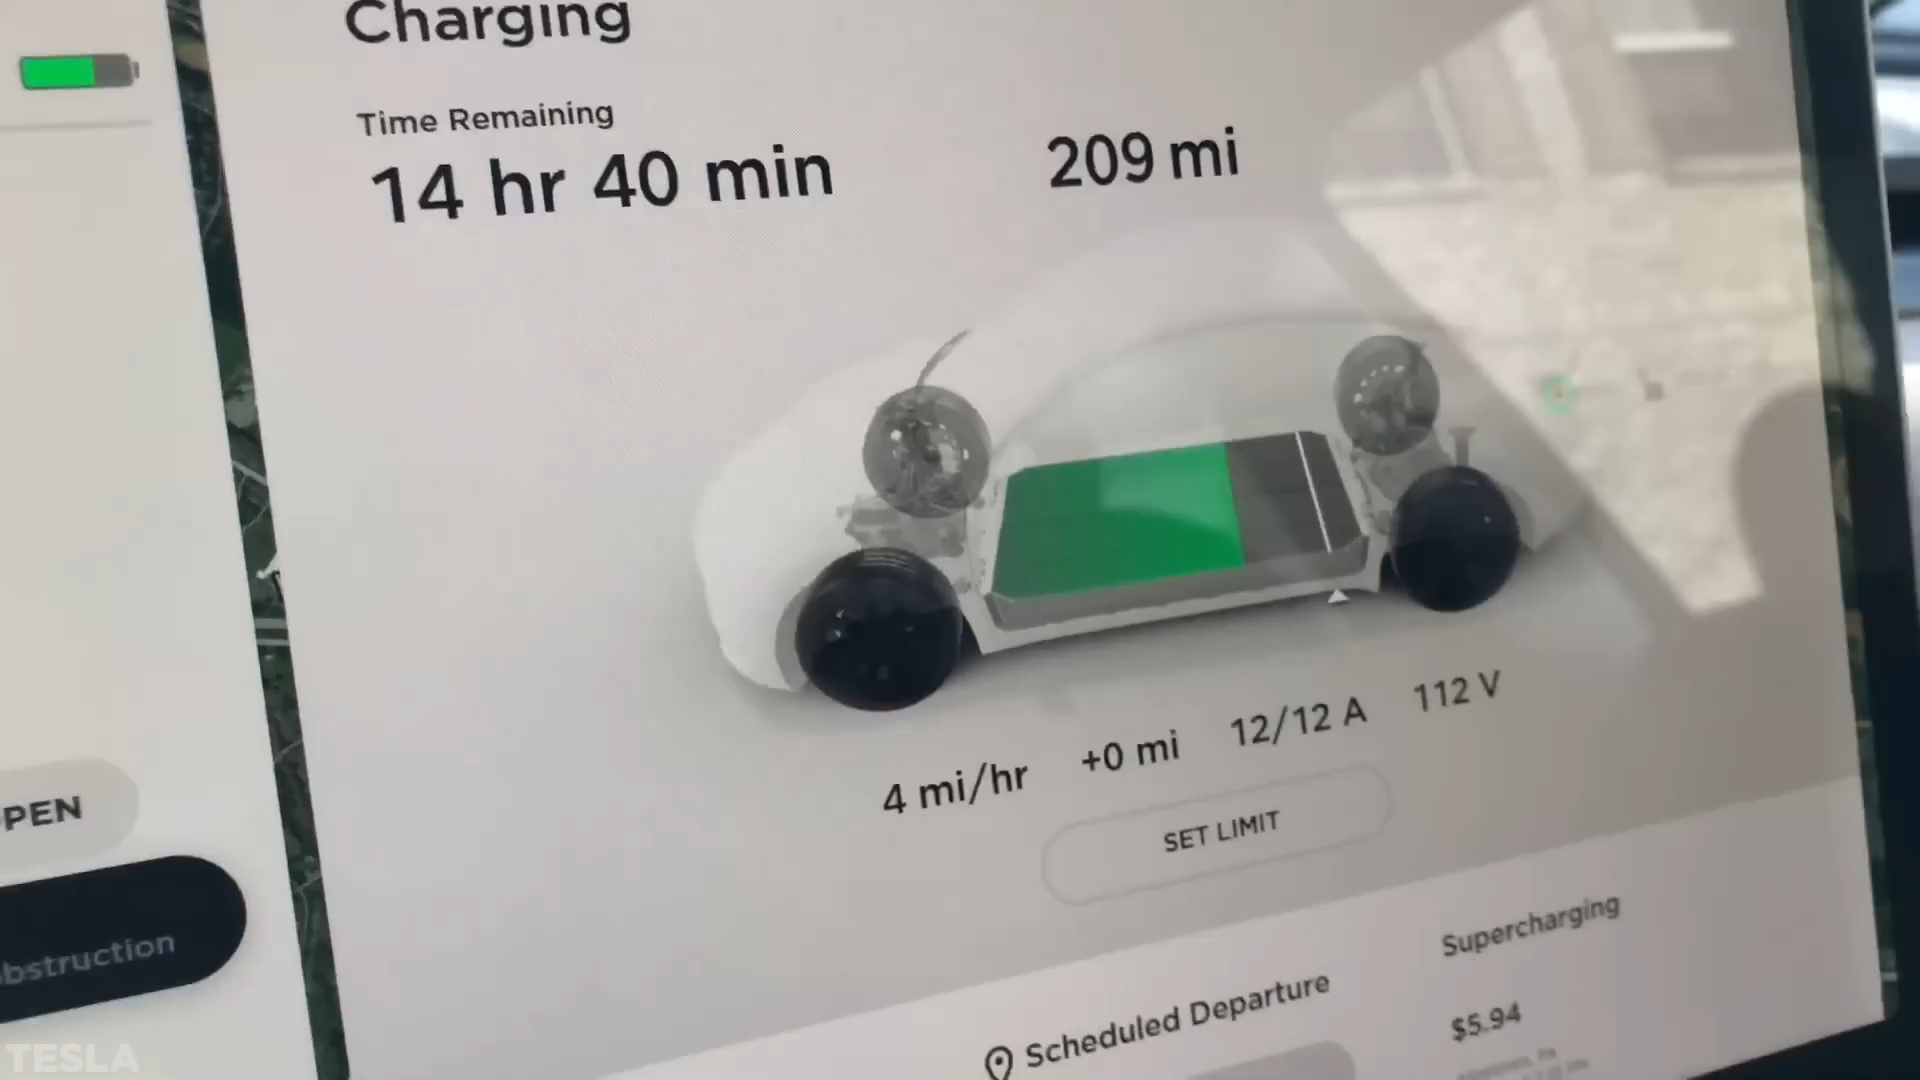 Charging
Time Remaining
14 hr 40 min
209 mi
4 mi/hr
+0 mi
12/12 A
112 V
SET LIMIT
PEN
bstruction
Scheduled Departure
Supercharging
$5.94
TESLA